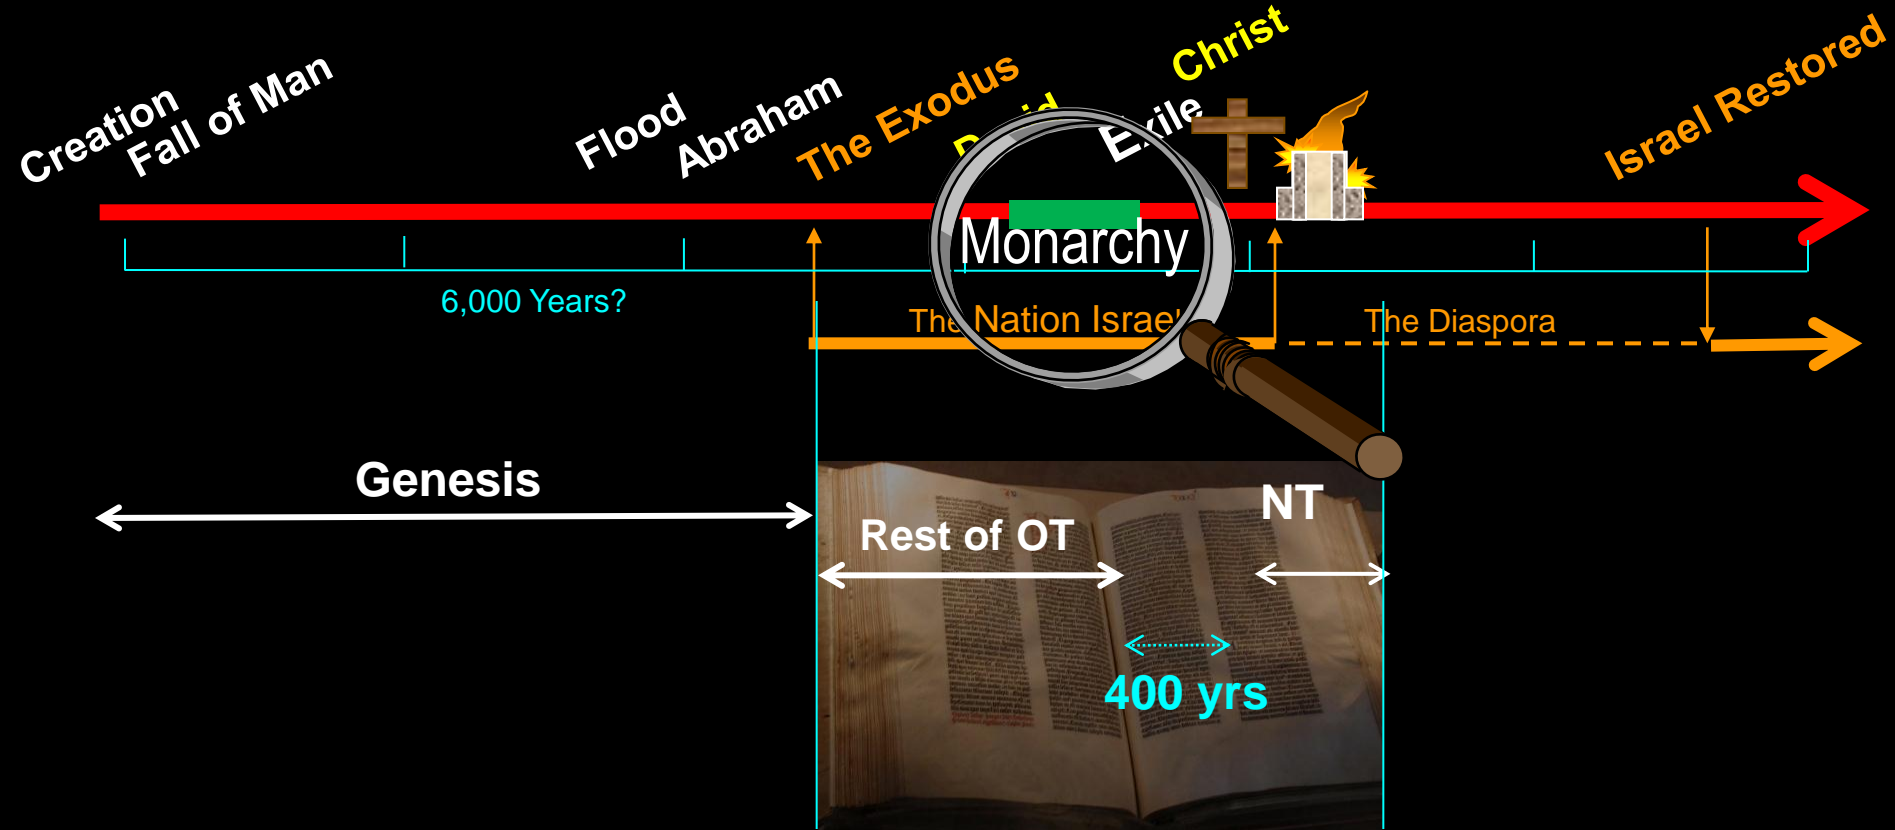 Creation
Fall of Man
Flood
Abraham
The Exodus
Exile
Christ
Israel Restored
Monarchy
6,000 Years?
The Nation Israel
The Diaspora
Genesis
Rest of OT
NT
400 yrs